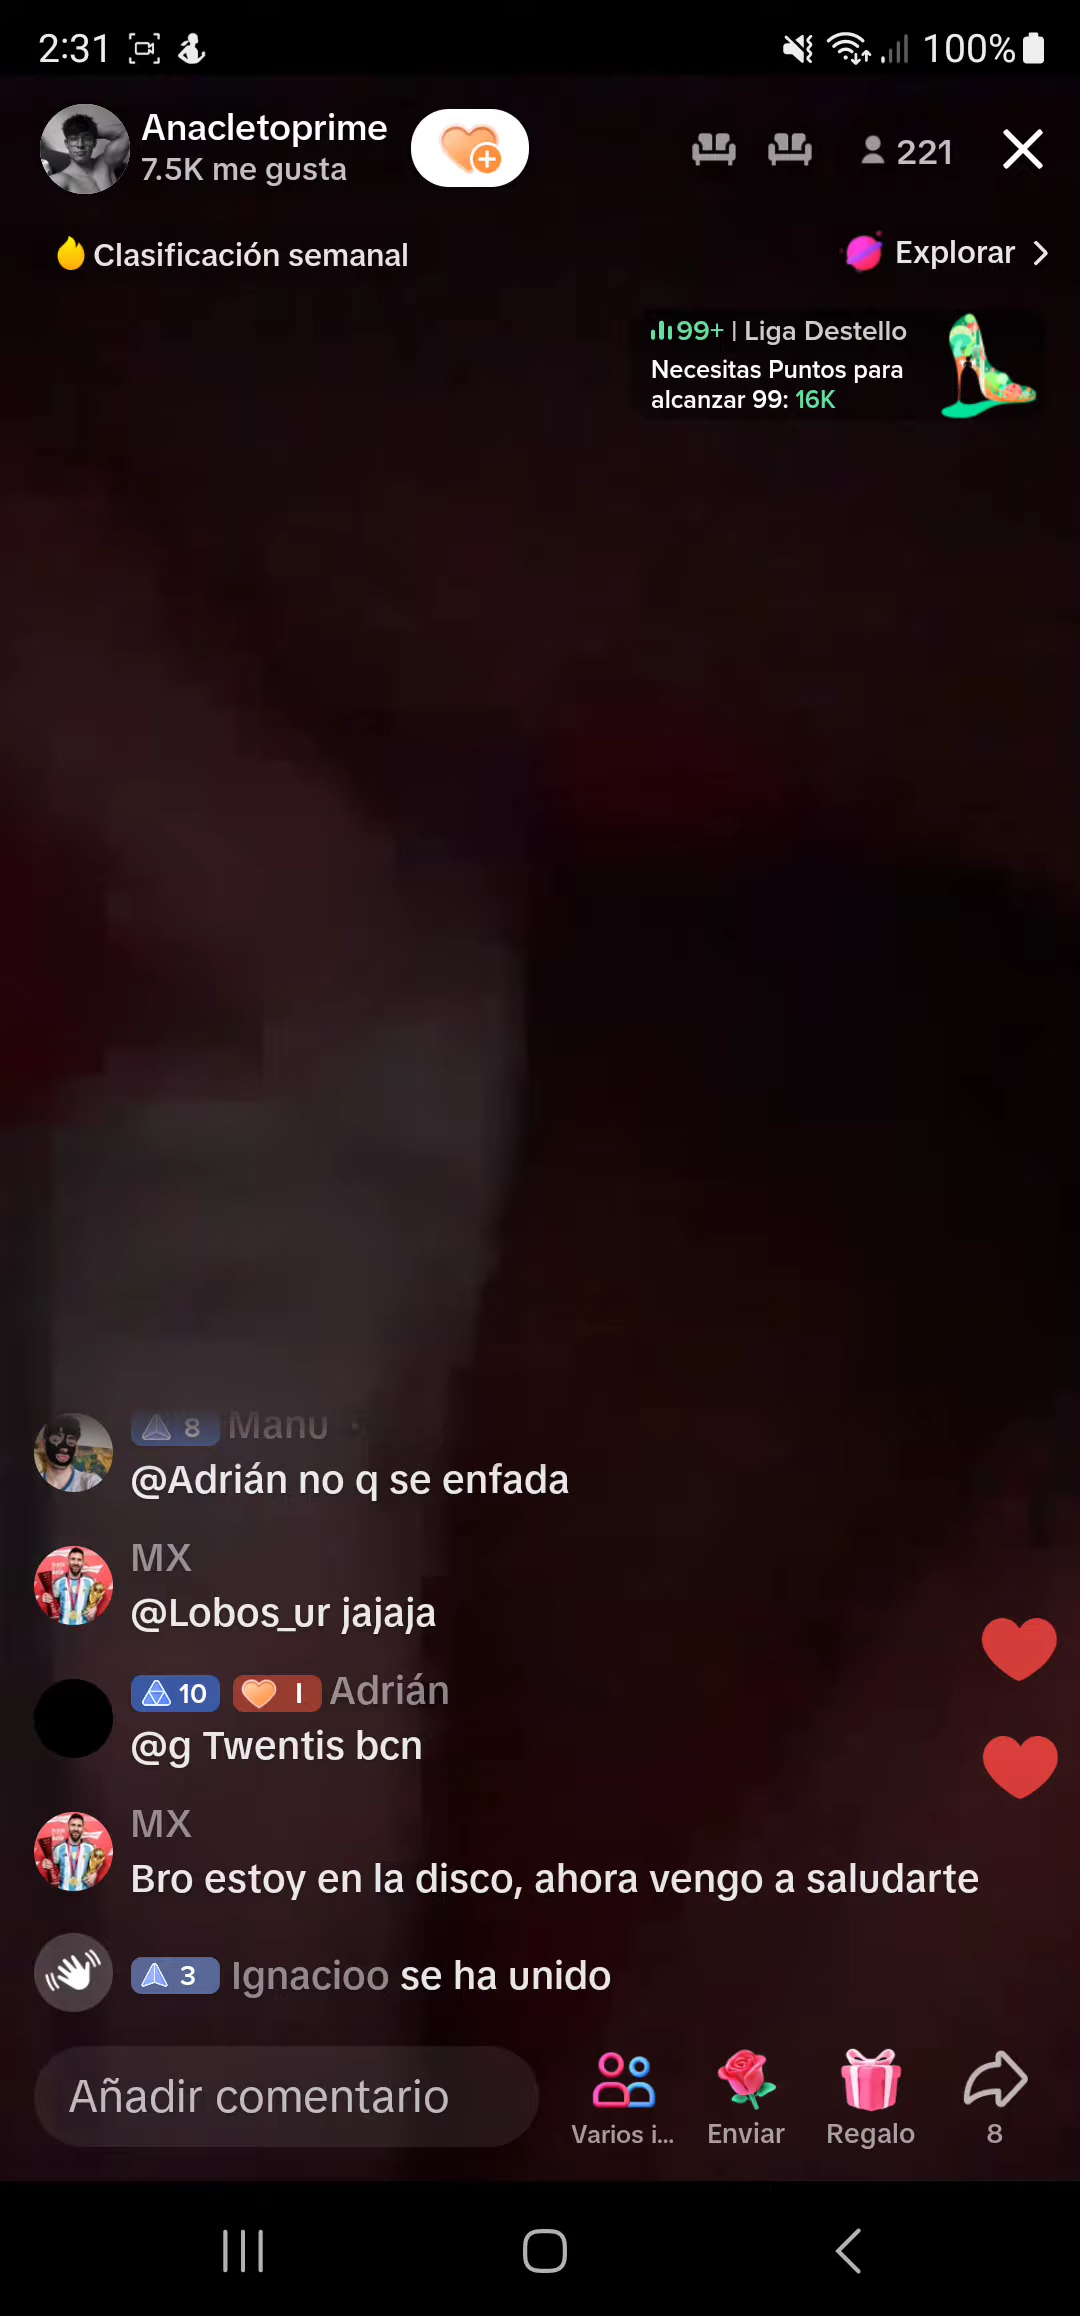 2:31
100%
Anacletoprime
7.5K me gusta
221
Clasificación semanal
Explorar
99+ | Liga Destello
Necesitas Puntos para
alcanzar 99: 16K
8 Manu
@Adrián no q se enfada
MX
@Lobos_ur jajaja
10 I Adrián
@g Twentis bcn
MX
Bro estoy en la disco, ahora vengo a saludarte
3 Ignacioo se ha unido
Añadir comentario
Varios i...
Enviar
Regalo
8